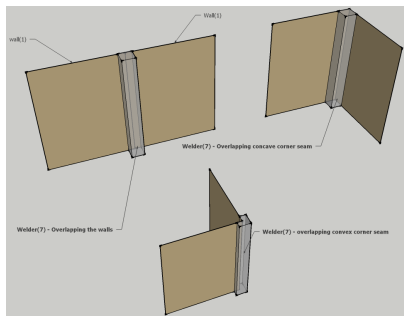 Wall(1)
wall(1)
Welder(7) - Overlapping concave corner seam
Welder(7) - Overlapping the walls
Welder(7) - overlapping convex corner seam